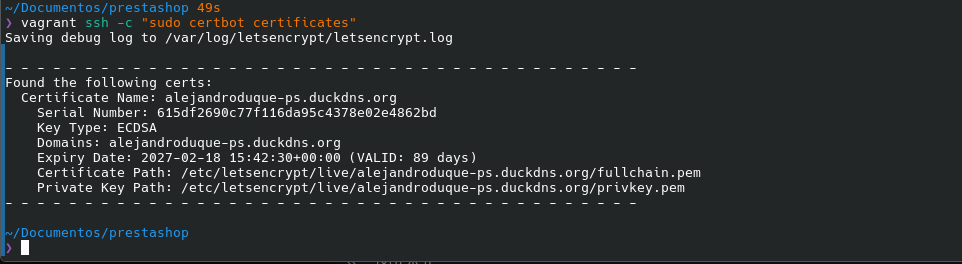 ~/Documentos/prestashop 49s
❯ vagrant ssh -c "sudo certbot certificates"
Saving debug log to /var/log/letsencrypt/letsencrypt.log
- - - - - - - - - - - - - - - - - - - - - - - - - - - - - - - - - - - - - - - -
Found the following certs:
  Certificate Name: alejandroduque-ps.duckdns.org
    Serial Number: 615df2690c77f116da95c4378e02e4862bd
    Key Type: ECDSA
    Domains: alejandroduque-ps.duckdns.org
    Expiry Date: 2027-02-18 15:42:30+00:00 (VALID: 89 days)
    Certificate Path: /etc/letsencrypt/live/alejandroduque-ps.duckdns.org/fullchain.pem
    Private Key Path: /etc/letsencrypt/live/alejandroduque-ps.duckdns.org/privkey.pem
- - - - - - - - - - - - - - - - - - - - - - - - - - - - - - - - - - - - - - - -
~/Documentos/prestashop
❯